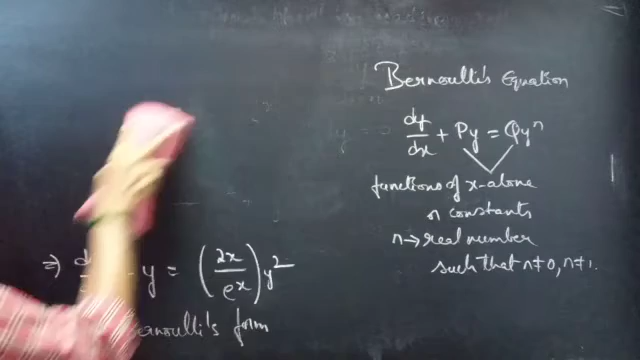 Bernoulli's Equation
dy/dx + Py = Qy^n
functions of x-alone
or constants
n → real number
such that n ≠ 0, n ≠ 1.
⇒ y = (2x/e^x) y^2
Bernoulli's form